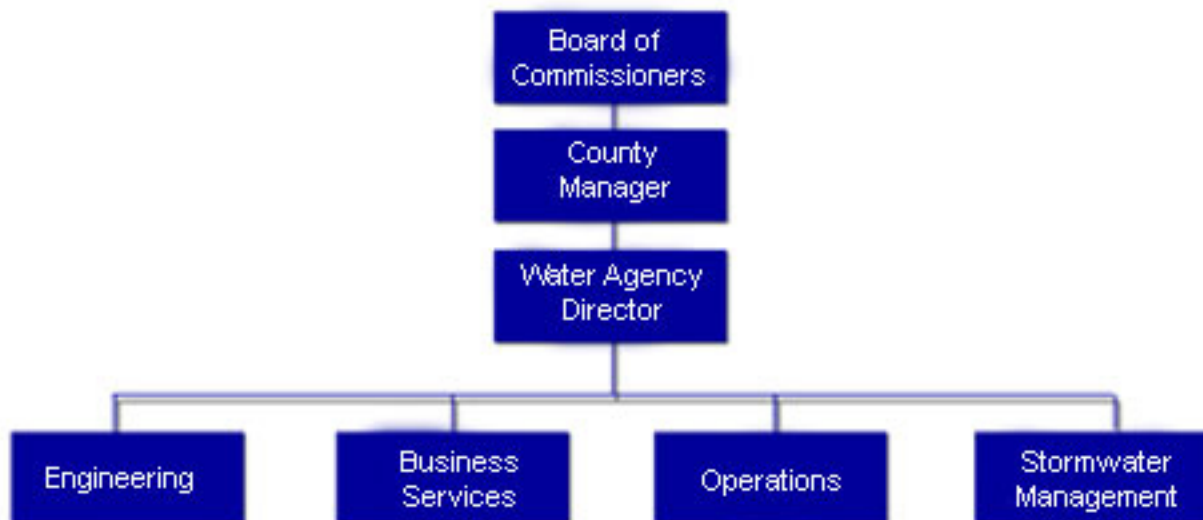 Board of
Commissioners
County
Manager
Water Agency
Director
Engineering
Business
Services
Operations
Stormwater
Management